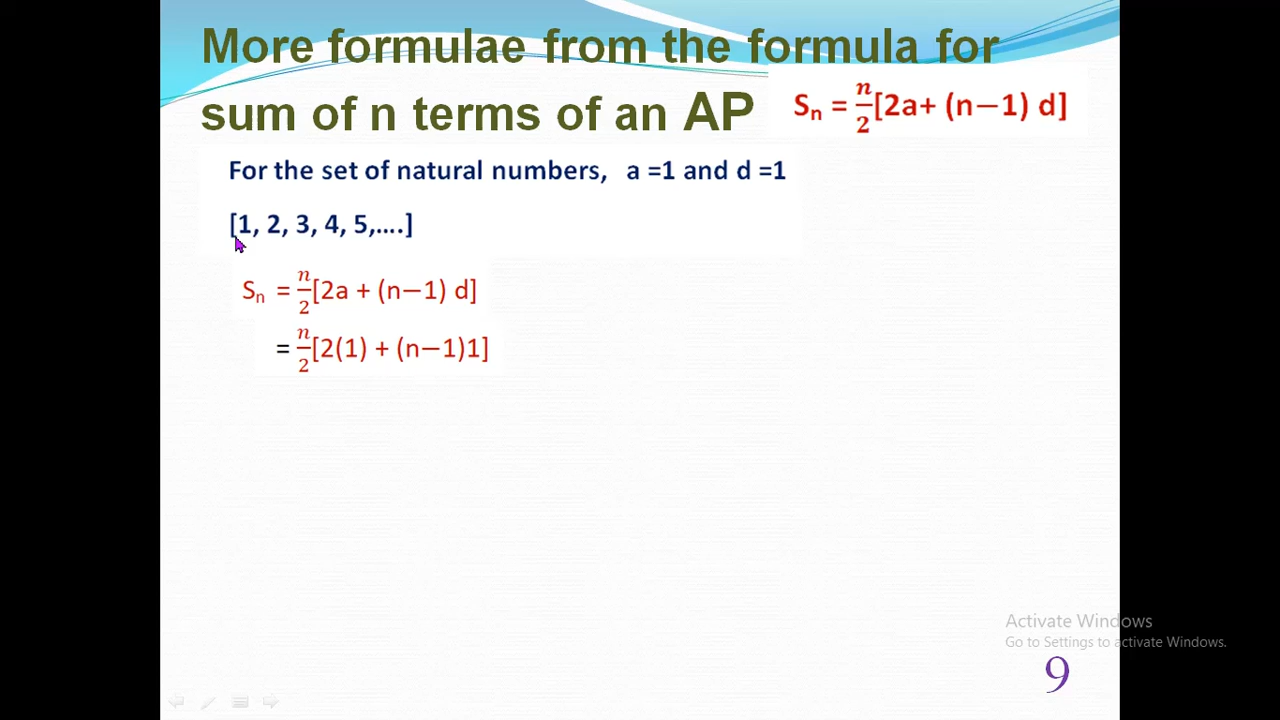 More formulae from the formula for
sum of n terms of an AP
Sₙ = n/2[2a+ (n−1) d]
For the set of natural numbers, a =1 and d =1
[1, 2, 3, 4, 5,....]
Sₙ = n/2[2a + (n−1) d]
= n/2[2(1) + (n−1)1]
Activate Windows
Go to Settings to activate Windows.
9